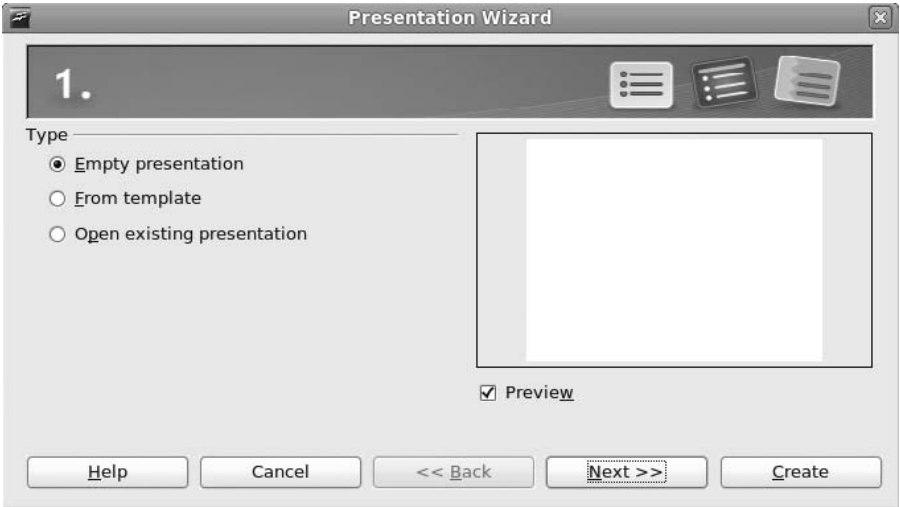 Presentation Wizard
1.
Type
Empty presentation
From template
Open existing presentation
Preview
Help Cancel << Back Next >> Create